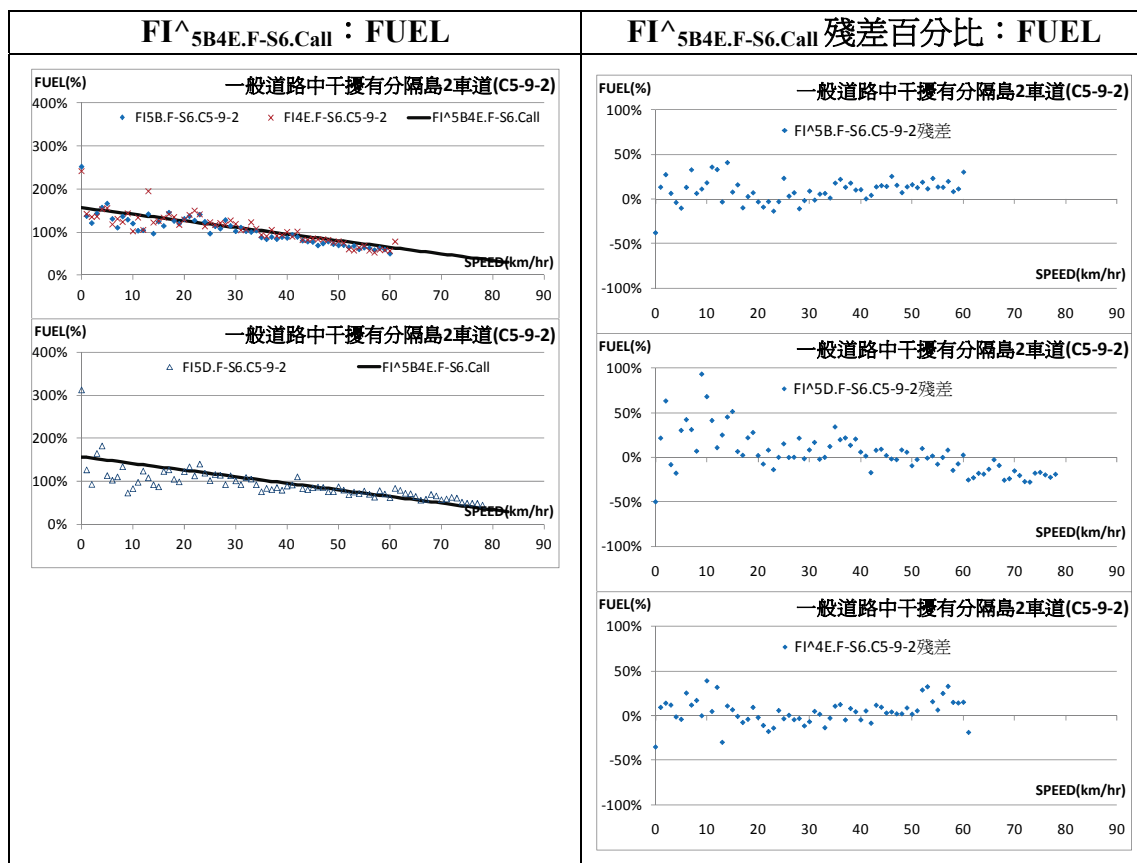 FI^5B4E.F-S6.Call：FUEL
FI^5B4E.F-S6.Call 殘差百分比：FUEL
FUEL(%)
一般道路中干擾有分隔島2車道(C5-9-2)
400%
FI5B.F-S6.C5-9-2
FI4E.F-S6.C5-9-2
FI^5B4E.F-S6.Call
300%
200%
100%
SPEED(km/hr)
0%
0 10 20 30 40 50 60 70 80 90
FUEL(%)
一般道路中干擾有分隔島2車道(C5-9-2)
400%
FI5D.F-S6.C5-9-2
FI^5B4E.F-S6.Call
300%
200%
100%
SPEED(km/hr)
0%
0 10 20 30 40 50 60 70 80 90
FUEL(%)
一般道路中干擾有分隔島2車道(C5-9-2)
100%
FI^5B.F-S6.C5-9-2殘差
50%
0%
-50%
SPEED(km/hr)
-100%
0 10 20 30 40 50 60 70 80 90
FUEL(%)
一般道路中干擾有分隔島2車道(C5-9-2)
100%
FI^5D.F-S6.C5-9-2殘差
50%
0%
-50%
SPEED(km/hr)
-100%
0 10 20 30 40 50 60 70 80 90
FUEL(%)
一般道路中干擾有分隔島2車道(C5-9-2)
100%
FI^4E.F-S6.C5-9-2殘差
50%
0%
-50%
SPEED(km/hr)
-100%
0 10 20 30 40 50 60 70 80 90